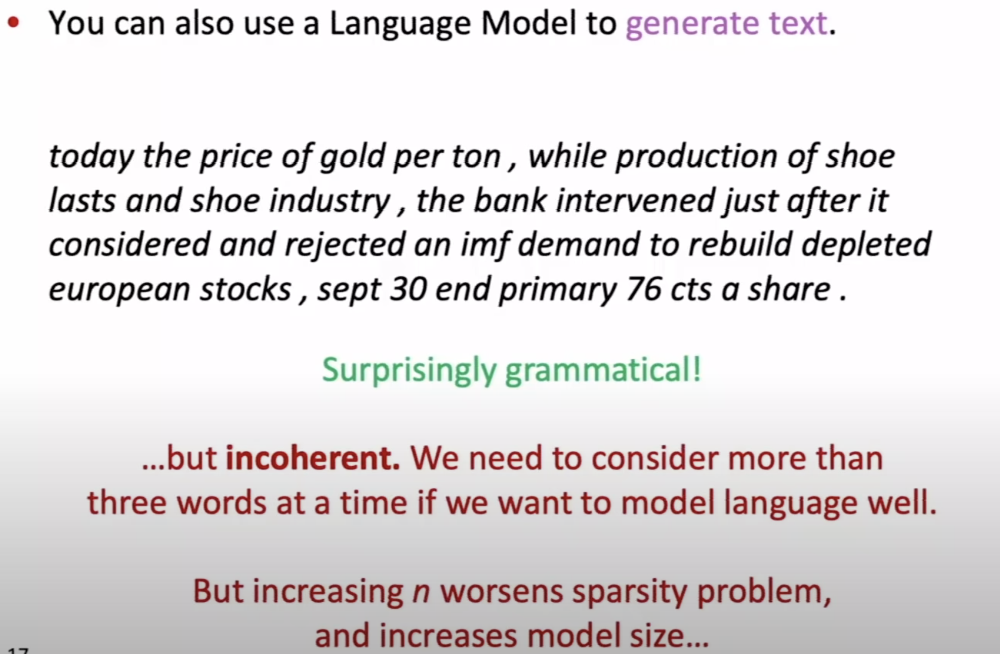 • You can also use a Language Model to generate text.
today the price of gold per ton , while production of shoe
lasts and shoe industry , the bank intervened just after it
considered and rejected an imf demand to rebuild depleted
european stocks , sept 30 end primary 76 cts a share .
Surprisingly grammatical!
...but incoherent. We need to consider more than
three words at a time if we want to model language well.
But increasing n worsens sparsity problem,
and increases model size...
17